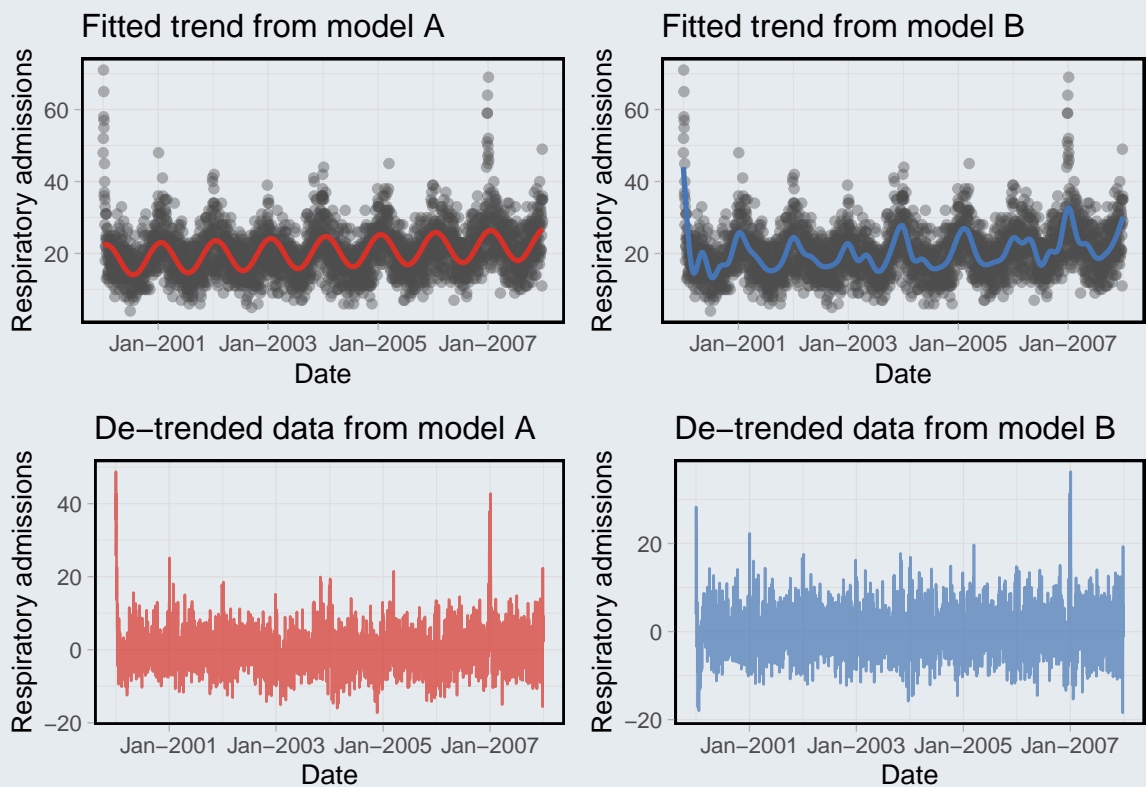 Fitted trend from model A
Respiratory admissions
60
40
20
Jan−2001 Jan−2003 Jan−2005 Jan−2007
Date
Fitted trend from model B
Respiratory admissions
60
40
20
Jan−2001 Jan−2003 Jan−2005 Jan−2007
Date
De−trended data from model A
Respiratory admissions
40
20
0
−20
Jan−2001 Jan−2003 Jan−2005 Jan−2007
Date
De−trended data from model B
Respiratory admissions
20
0
−20
Jan−2001 Jan−2003 Jan−2005 Jan−2007
Date